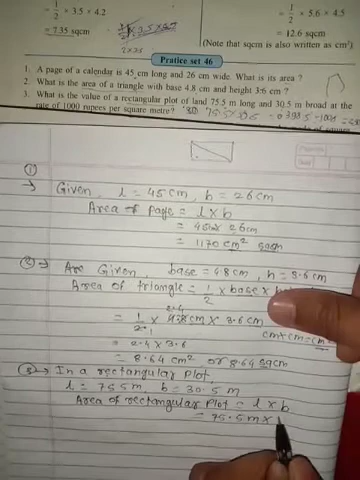 = 1/2 × 3.5 × 4.2
= 7.35 sqcm
= 1/2 × 5.6 × 4.5
= 12.6 sqcm
(Note that sqcm is also written as cm²)
Pratice set 46
1. A page of a calendar is 45 cm long and 26 cm wide. What is its area ?
2. What is the area of a triangle with base 4.8 cm and height 3.6 cm ?
3. What is the value of a rectangular plot of land 75.5 m long and 30.5 m broad at the
rate of 1000 rupees per square metre ?
①
→ Given, l = 45 cm, b = 26 cm
Area of page = l × b
= 45 × 26 cm
= 1170 cm² sqcm
② → Given, base = 4.8 cm, h = 3.6 cm
Area of triangle = 1/2 × base ×
= 1/2 × 4.8 cm × 3.6 cm
2.4
1
cm × cm = cm²
= 2.4 × 3.6
= 8.64 cm² or 8.64 sqcm
③ → In a rectangular plot,
l = 75.5 m, b = 30.5 m
Area of rectangular plot = l × b
= 75.5 m ×